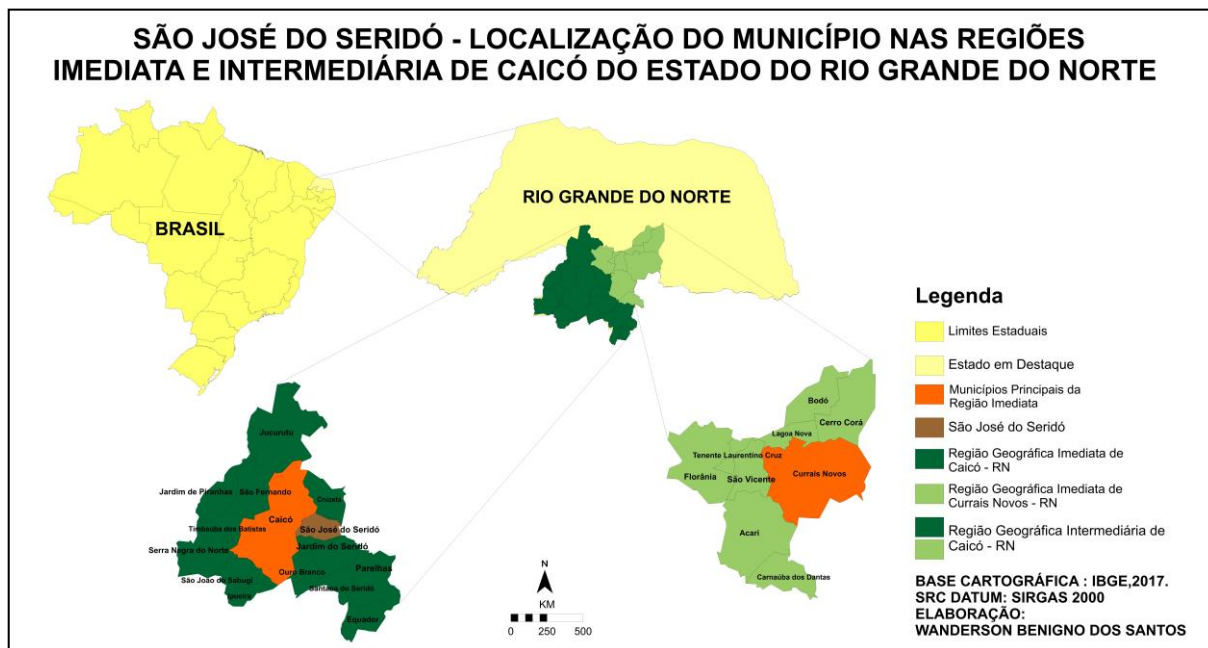 SÃO JOSÉ DO SERIDÓ - LOCALIZAÇÃO DO MUNICÍPIO NAS REGIÕES
IMEDIATA E INTERMEDIÁRIA DE CAICÓ DO ESTADO DO RIO GRANDE DO NORTE
BRASIL
RIO GRANDE DO NORTE
Jucurutu
Jardim de Piranhas
São Fernando
Cruzeta
Caicó
Timbaúba dos Batistas
São José do Seridó
Serra Negra do Norte
Jardim do Seridó
Ouro Branco
Parelhas
São João do Sabugi
Santana do Seridó
Ipueira
Equador
N
KM
0 250 500
Bodó
Cerro Corá
Lagoa Nova
Tenente Laurentino Cruz
Florânia
São Vicente
Currais Novos
Acari
Carnaúba dos Dantas
Legenda
Limites Estaduais
Estado em Destaque
Municípios Principais da
Região Imediata
São José do Seridó
Região Geográfica Imediata de
Caicó - RN
Região Geográfica Imediata de
Currais Novos - RN
Região Geográfica Intermediária de
Caicó - RN
BASE CARTOGRÁFICA : IBGE,2017.
SRC DATUM: SIRGAS 2000
ELABORAÇÃO:
WANDERSON BENIGNO DOS SANTOS